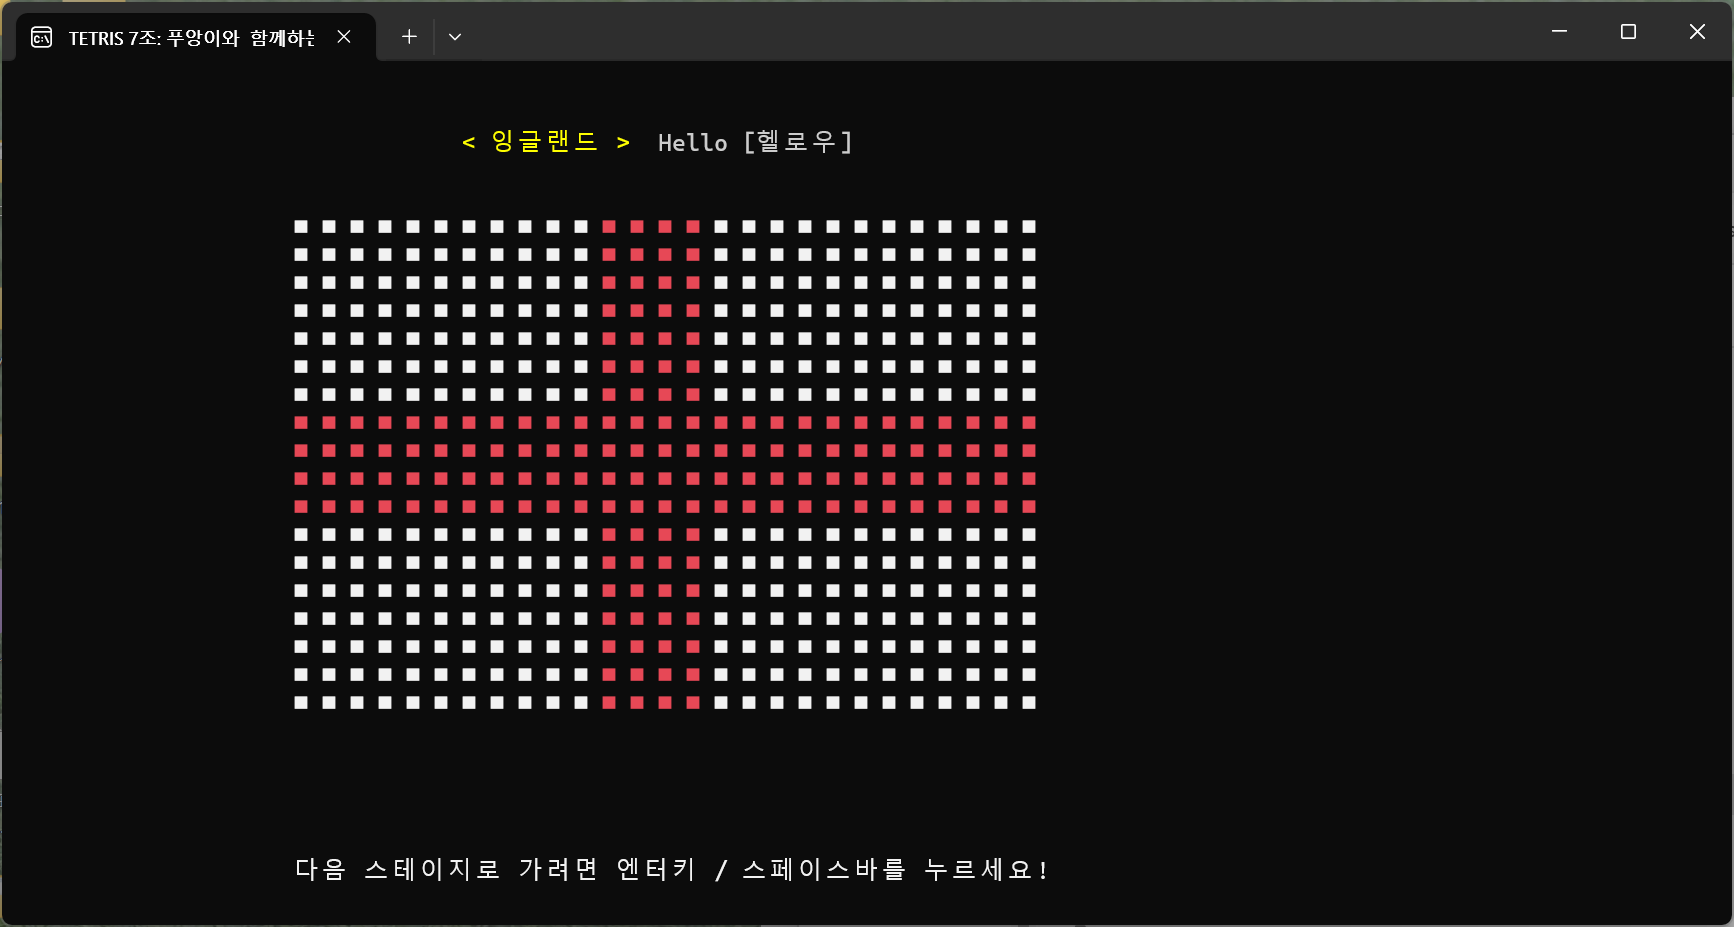 TETRIS 7조: 푸앙이와 함께하는
< 잉글랜드 > Hello [헬로우]
다음 스테이지로 가려면 엔터키 / 스페이스바를 누르세요!